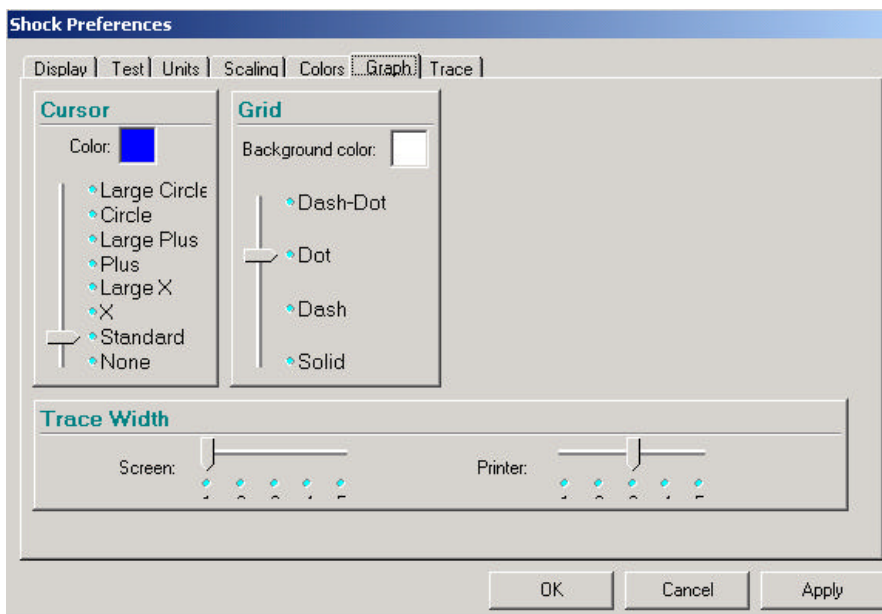 Shock Preferences
Display Test Units Scaling Colors Graph Trace
Cursor
Color:
Large Circle
Circle
Large Plus
Plus
Large X
X
Standard
None
Grid
Background color:
Dash-Dot
Dot
Dash
Solid
Trace Width
Screen:
Printer:
OK Cancel Apply